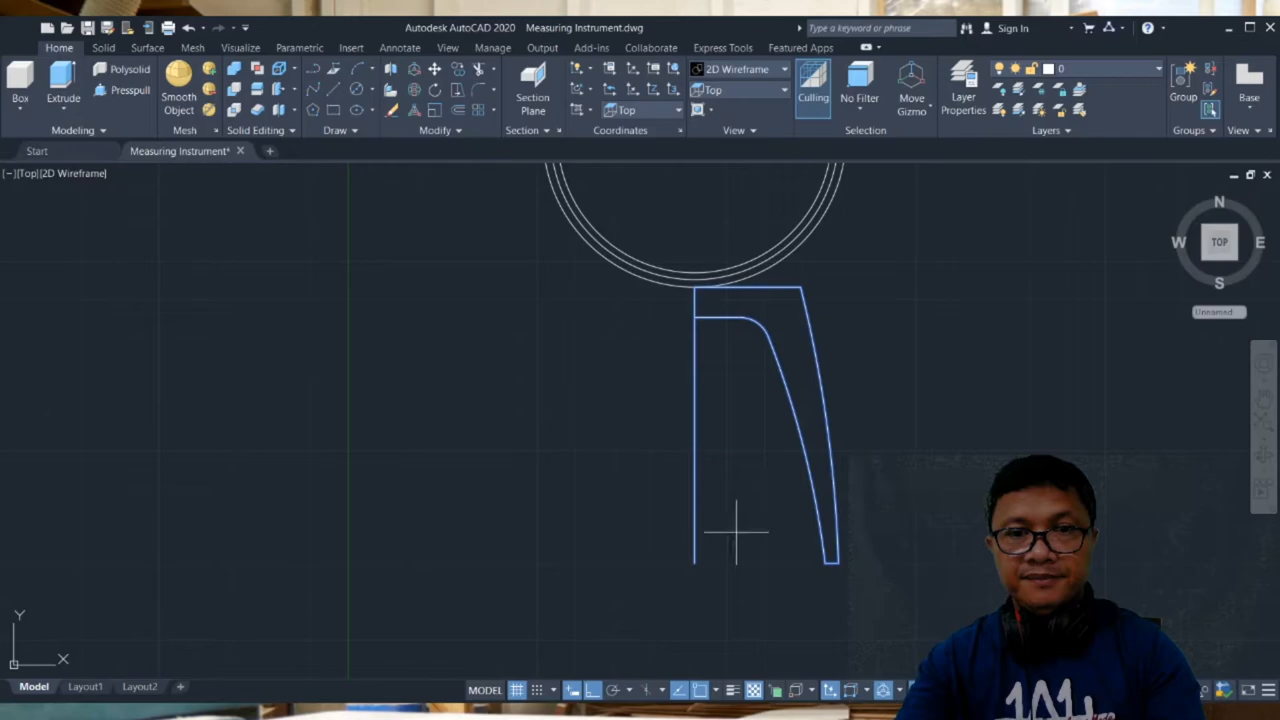 Autodesk AutoCAD 2020 Measuring Instrument.dwg
Type a keyword or phrase
Sign In
Home Solid Surface Mesh Visualize Parametric Insert Annotate View Manage Output Add-ins Collaborate Express Tools Featured Apps
Box
Extrude
Polysolid
Presspull
Smooth
Object
Section
Plane
Top
2D Wireframe
Top
Culling
No Filter
Move
Gizmo
Layer
Properties
0
Group
Base
Modeling Mesh Solid Editing Draw Modify Section Coordinates View Selection Layers Groups View
Start Measuring Instrument*
[−][Top][2D Wireframe]
N
W TOP E
S
Unnamed
Y
X
Model Layout1 Layout2
MODEL